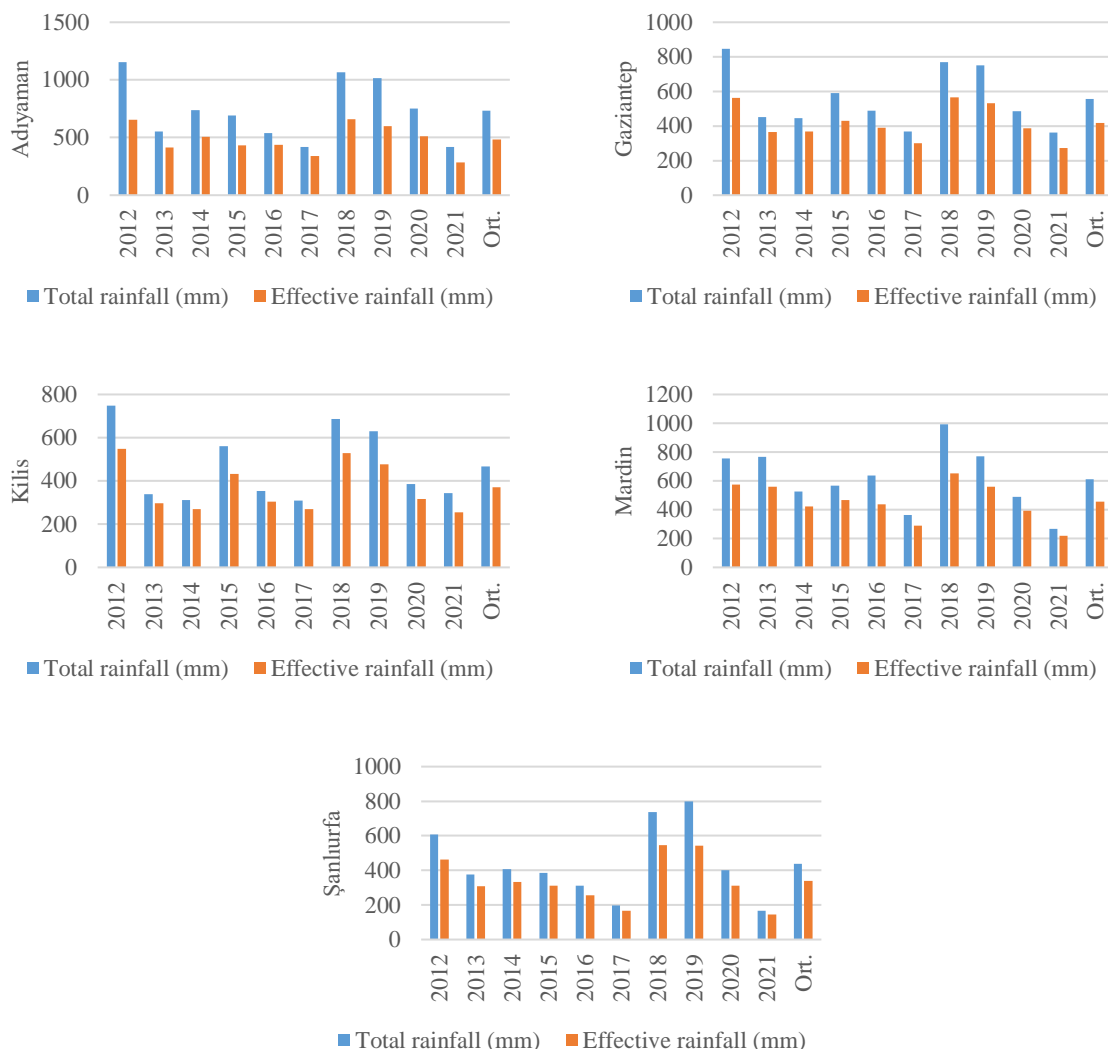 Adıyaman
1500
1000
500
0
2012 2013 2014 2015 2016 2017 2018 2019 2020 2021 Ort.
Total rainfall (mm) Effective rainfall (mm)
Gaziantep
1000
800
600
400
200
0
2012 2013 2014 2015 2016 2017 2018 2019 2020 2021 Ort.
Total rainfall (mm) Effective rainfall (mm)
Kilis
800
600
400
200
0
2012 2013 2014 2015 2016 2017 2018 2019 2020 2021 Ort.
Total rainfall (mm) Effective rainfall (mm)
Mardin
1200
1000
800
600
400
200
0
2012 2013 2014 2015 2016 2017 2018 2019 2020 2021 Ort.
Total rainfall (mm) Effective rainfall (mm)
Şanlıurfa
1000
800
600
400
200
0
2012 2013 2014 2015 2016 2017 2018 2019 2020 2021 Ort.
Total rainfall (mm) Effective rainfall (mm)